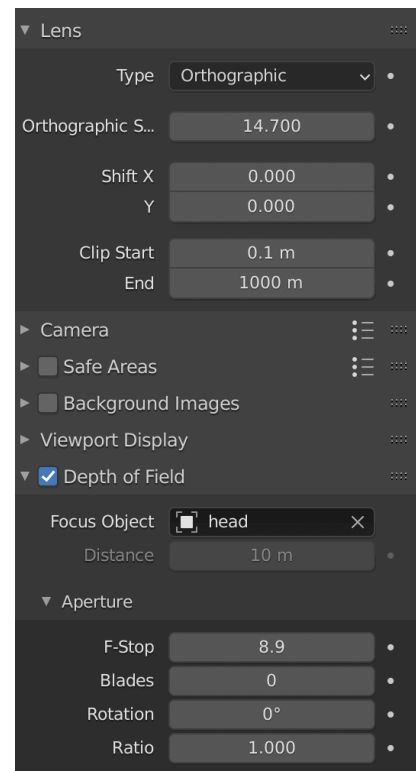 Lens
Type Orthographic
Orthographic S... 14.700
Shift X 0.000
Y 0.000
Clip Start 0.1 m
End 1000 m
Camera
Safe Areas
Background Images
Viewport Display
Depth of Field
Focus Object head
Distance 10 m
Aperture
F-Stop 8.9
Blades 0
Rotation 0°
Ratio 1.000